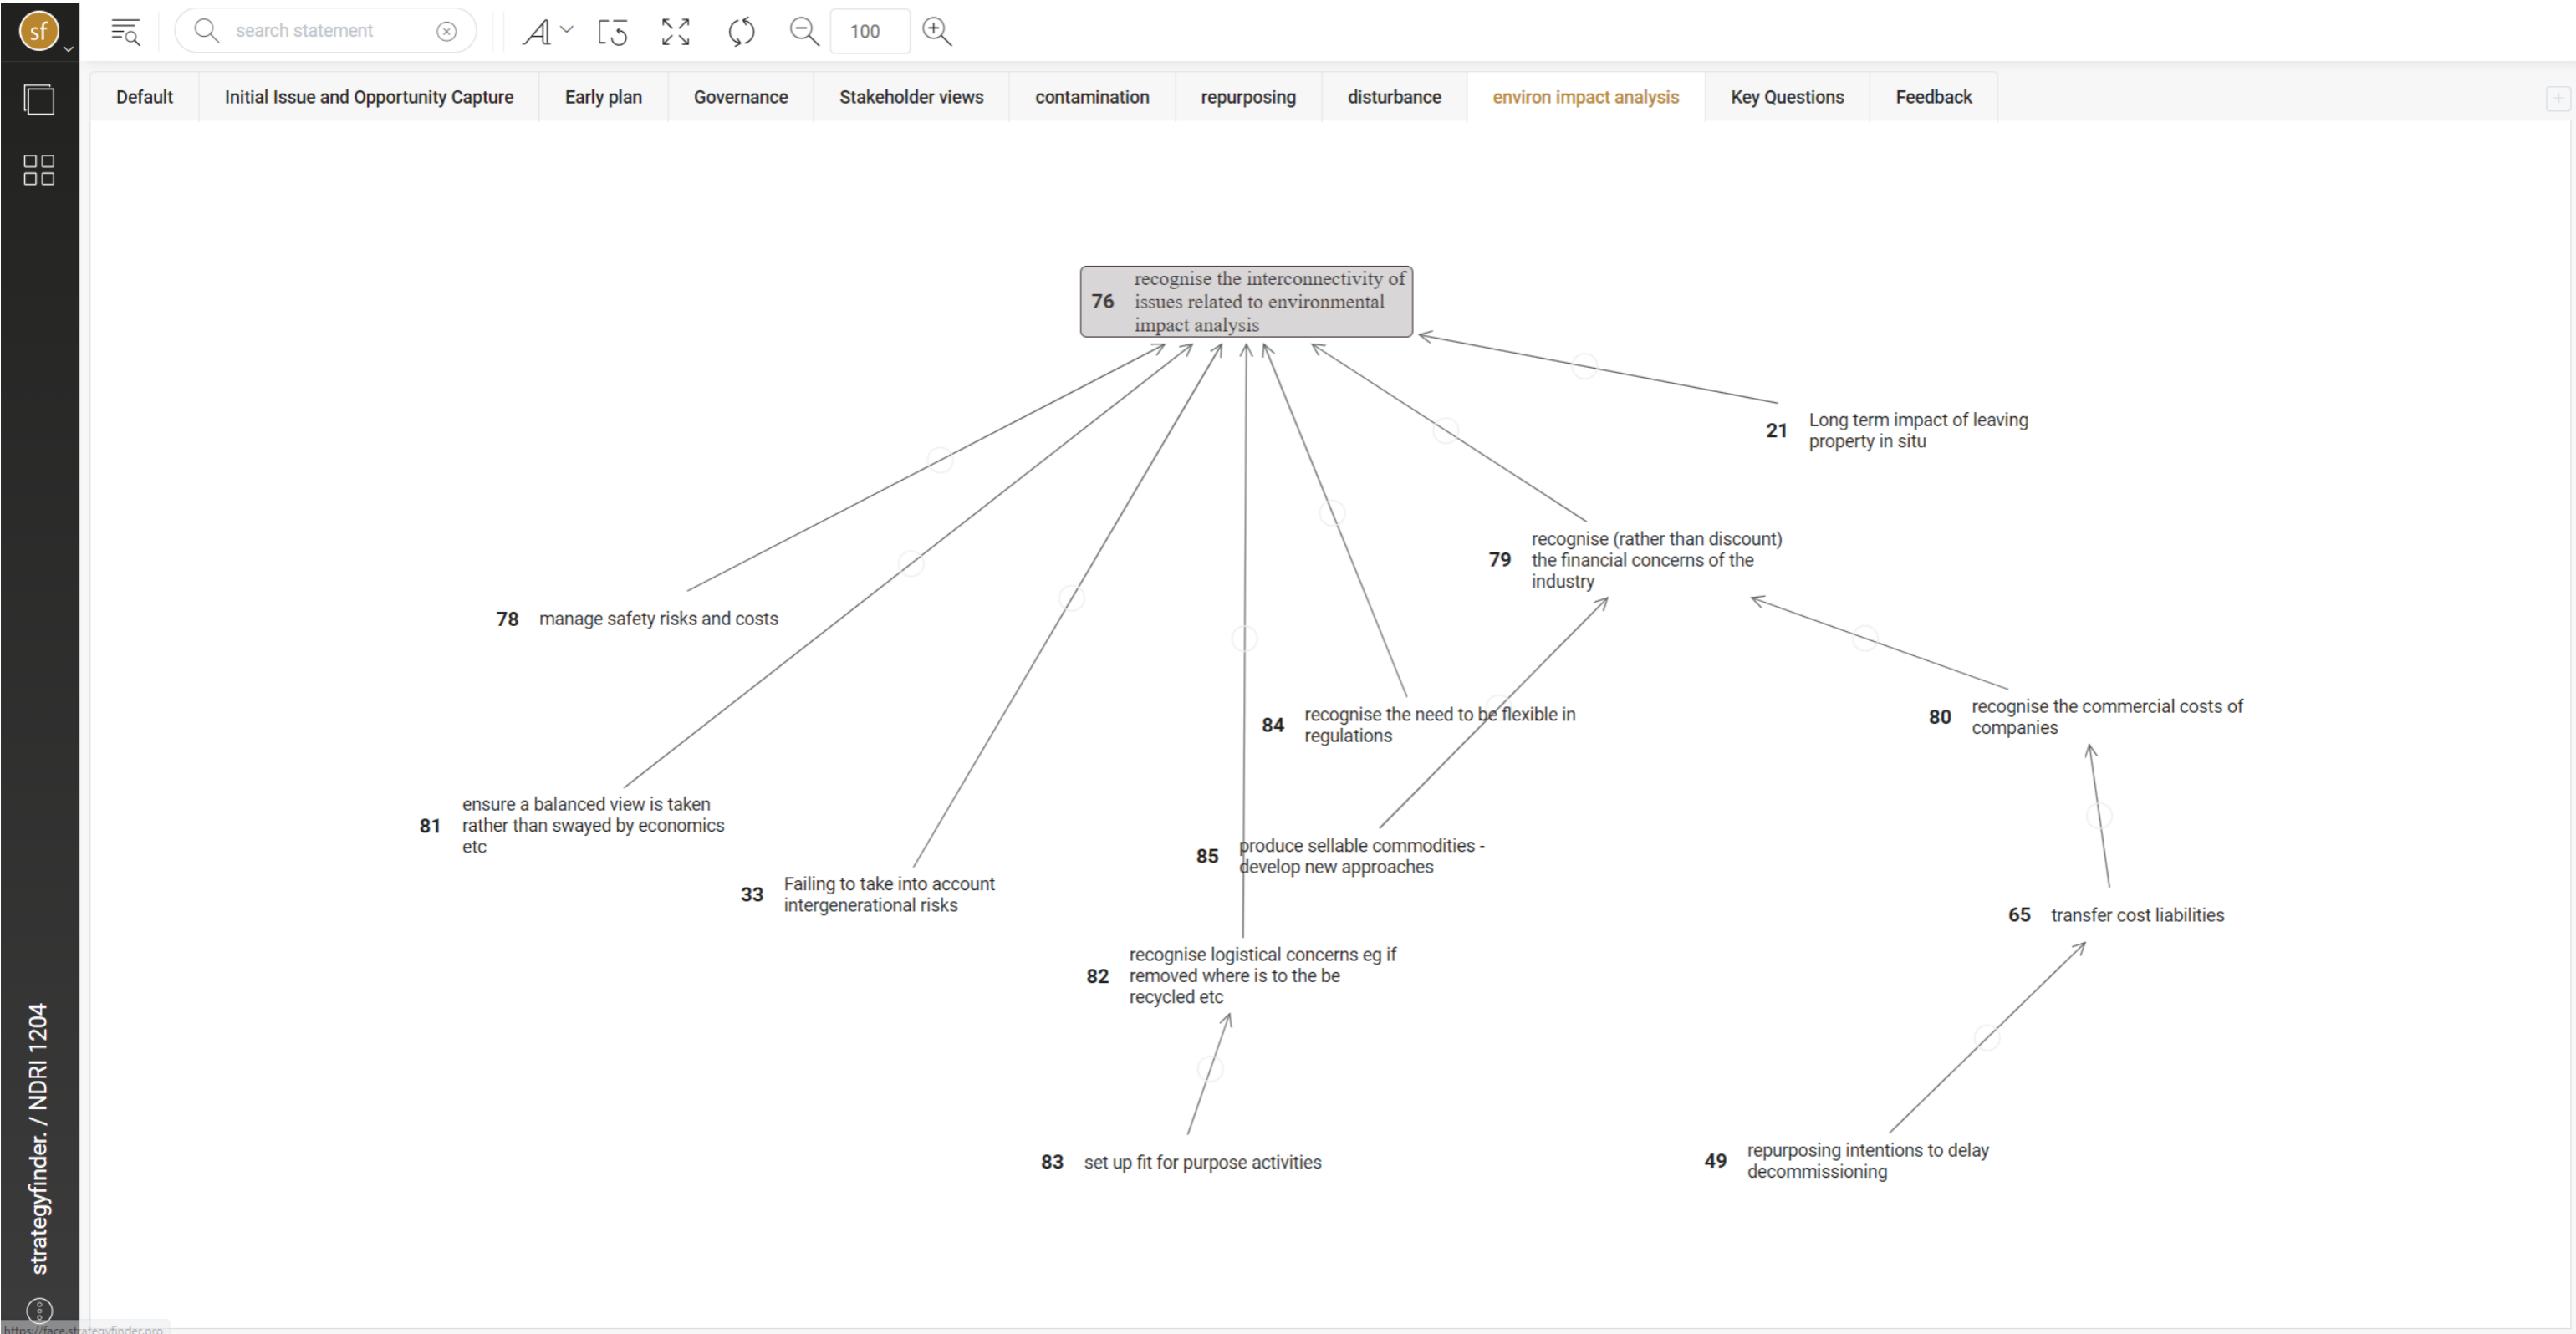 sf
search statement
100
Default
Initial Issue and Opportunity Capture
Early plan
Governance
Stakeholder views
contamination
repurposing
disturbance
environ impact analysis
Key Questions
Feedback
76
recognise the interconnectivity of
issues related to environmental
impact analysis
21
Long term impact of leaving
property in situ
79
recognise (rather than discount)
the financial concerns of the
industry
78
manage safety risks and costs
84
recognise the need to be flexible in
regulations
80
recognise the commercial costs of
companies
81
ensure a balanced view is taken
rather than swayed by economics
etc
85
produce sellable commodities -
develop new approaches
33
Failing to take into account
intergenerational risks
65
transfer cost liabilities
82
recognise logistical concerns eg if
removed where is to the be
recycled etc
83
set up fit for purpose activities
49
repurposing intentions to delay
decommissioning
strategyfinder. / NDRI 1204
https://face.strategyfinder.pro